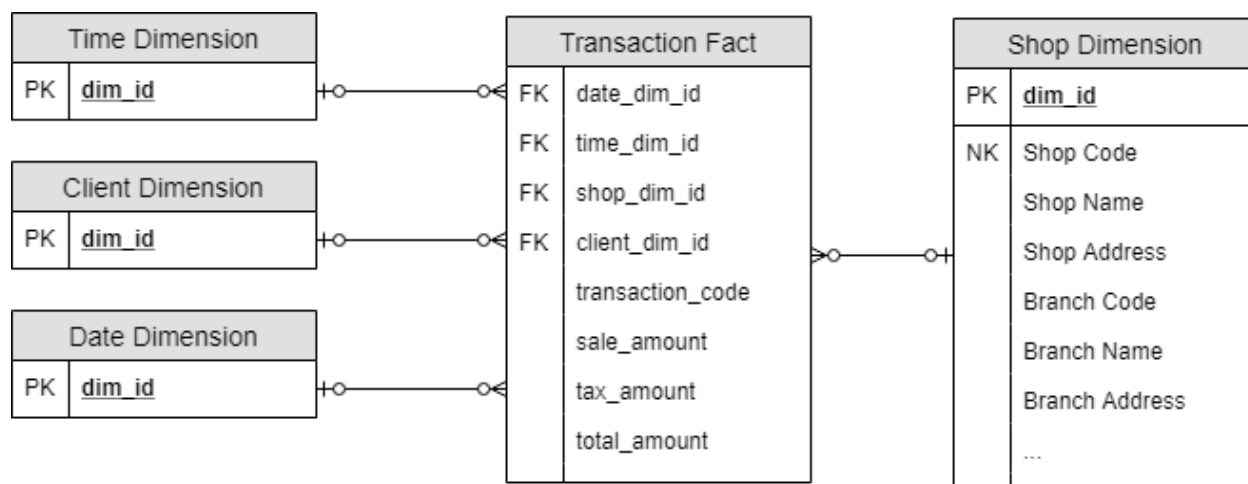 Time Dimension
PK dim_id
Client Dimension
PK dim_id
Date Dimension
PK dim_id
Transaction Fact
FK date_dim_id
FK time_dim_id
FK shop_dim_id
FK client_dim_id
transaction_code
sale_amount
tax_amount
total_amount
Shop Dimension
PK dim_id
NK Shop Code
Shop Name
Shop Address
Branch Code
Branch Name
Branch Address
...